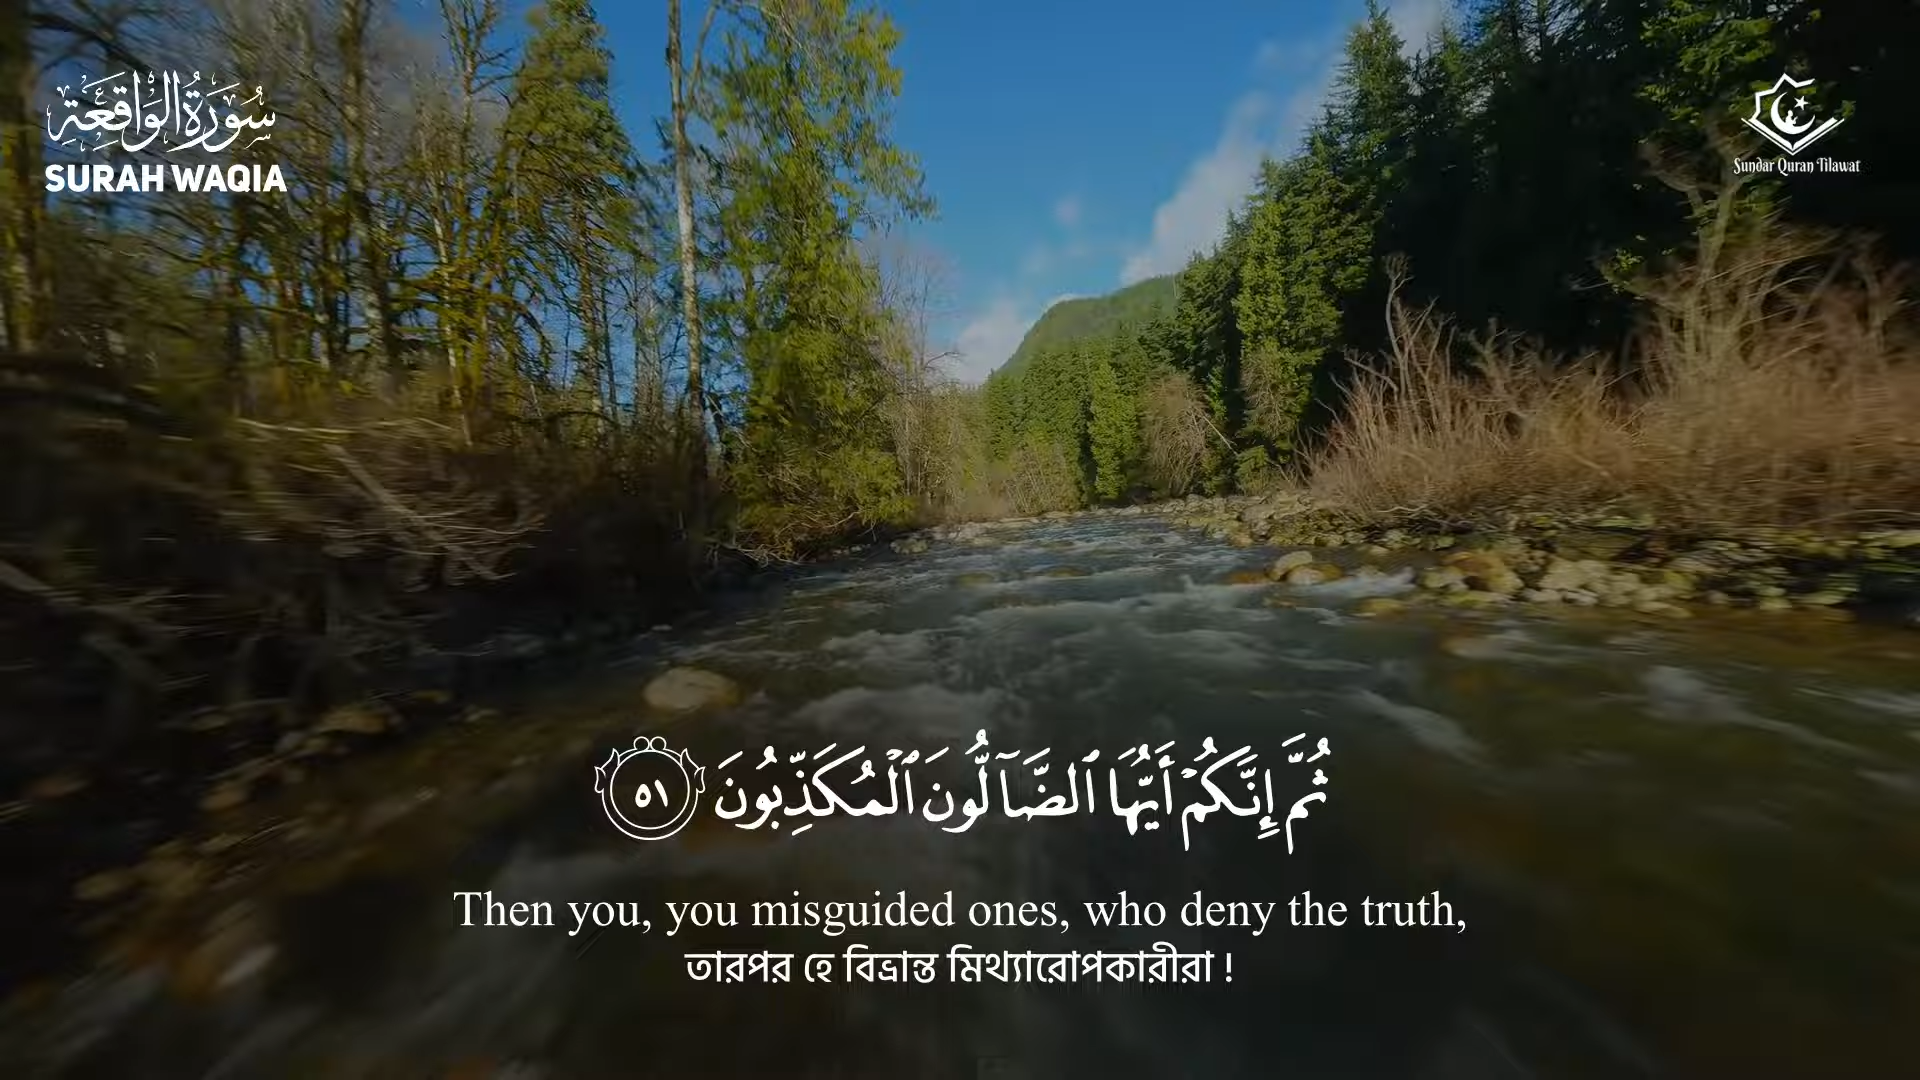 سُورَةُ الوَاقِعَة
SURAH WAQIA
Sundar Quran Tilawat
ثُمَّ إِنَّكُمۡ أَيُّهَا ٱلضَّآلُّونَ ٱلۡمُكَذِّبُونَ ٥١
Then you, you misguided ones, who deny the truth,
তারপর হে বিভ্রান্ত মিথ্যারোপকারীরা !